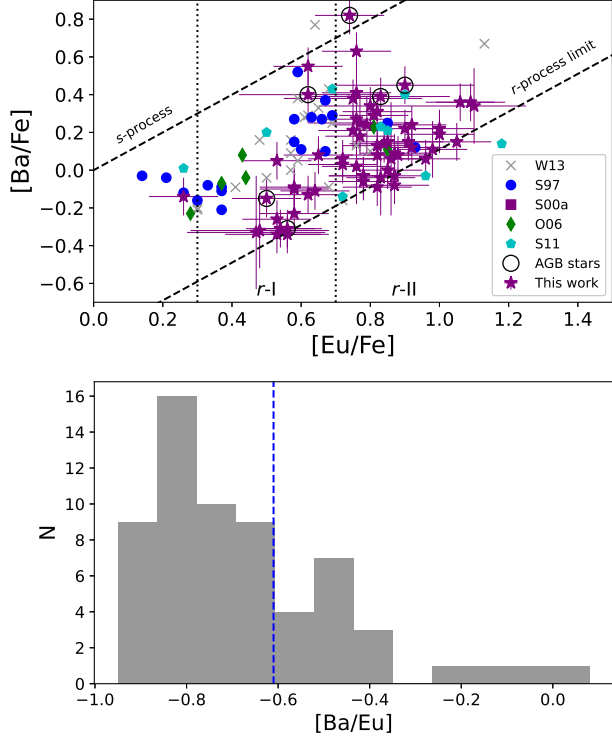 0.8
0.6
0.4
0.2
0.0
−0.2
−0.4
−0.6
[Ba/Fe]
s-process
r-process limit
r-I
r-II
W13
S97
S00a
O06
S11
AGB stars
This work
0.0 0.2 0.4 0.6 0.8 1.0 1.2 1.4
[Eu/Fe]
16
14
12
10
8
6
4
2
0
N
−1.0 −0.8 −0.6 −0.4 −0.2 0.0
[Ba/Eu]